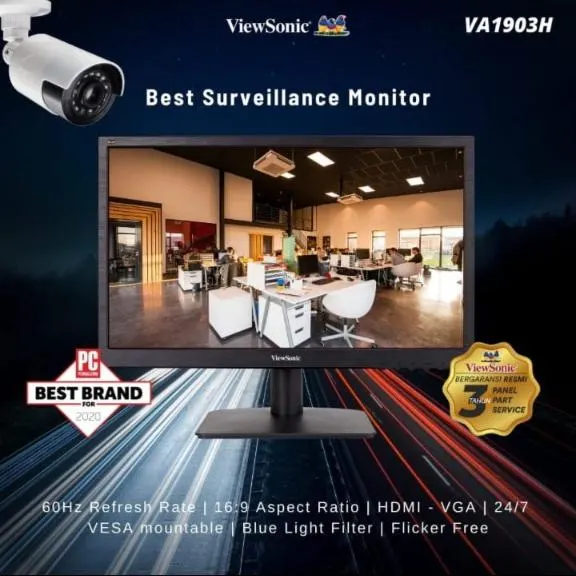 ViewSonic
VA1903H
Best Surveillance Monitor
ViewSonic
PC
BEST BRAND
FOR
2020
ViewSonic
BERGARANSI RESMI
3
TAHUN
PANEL
PART
SERVICE
60Hz Refresh Rate | 16:9 Aspect Ratio | HDMI - VGA | 24/7
VESA mountable | Blue Light Filter | Flicker Free